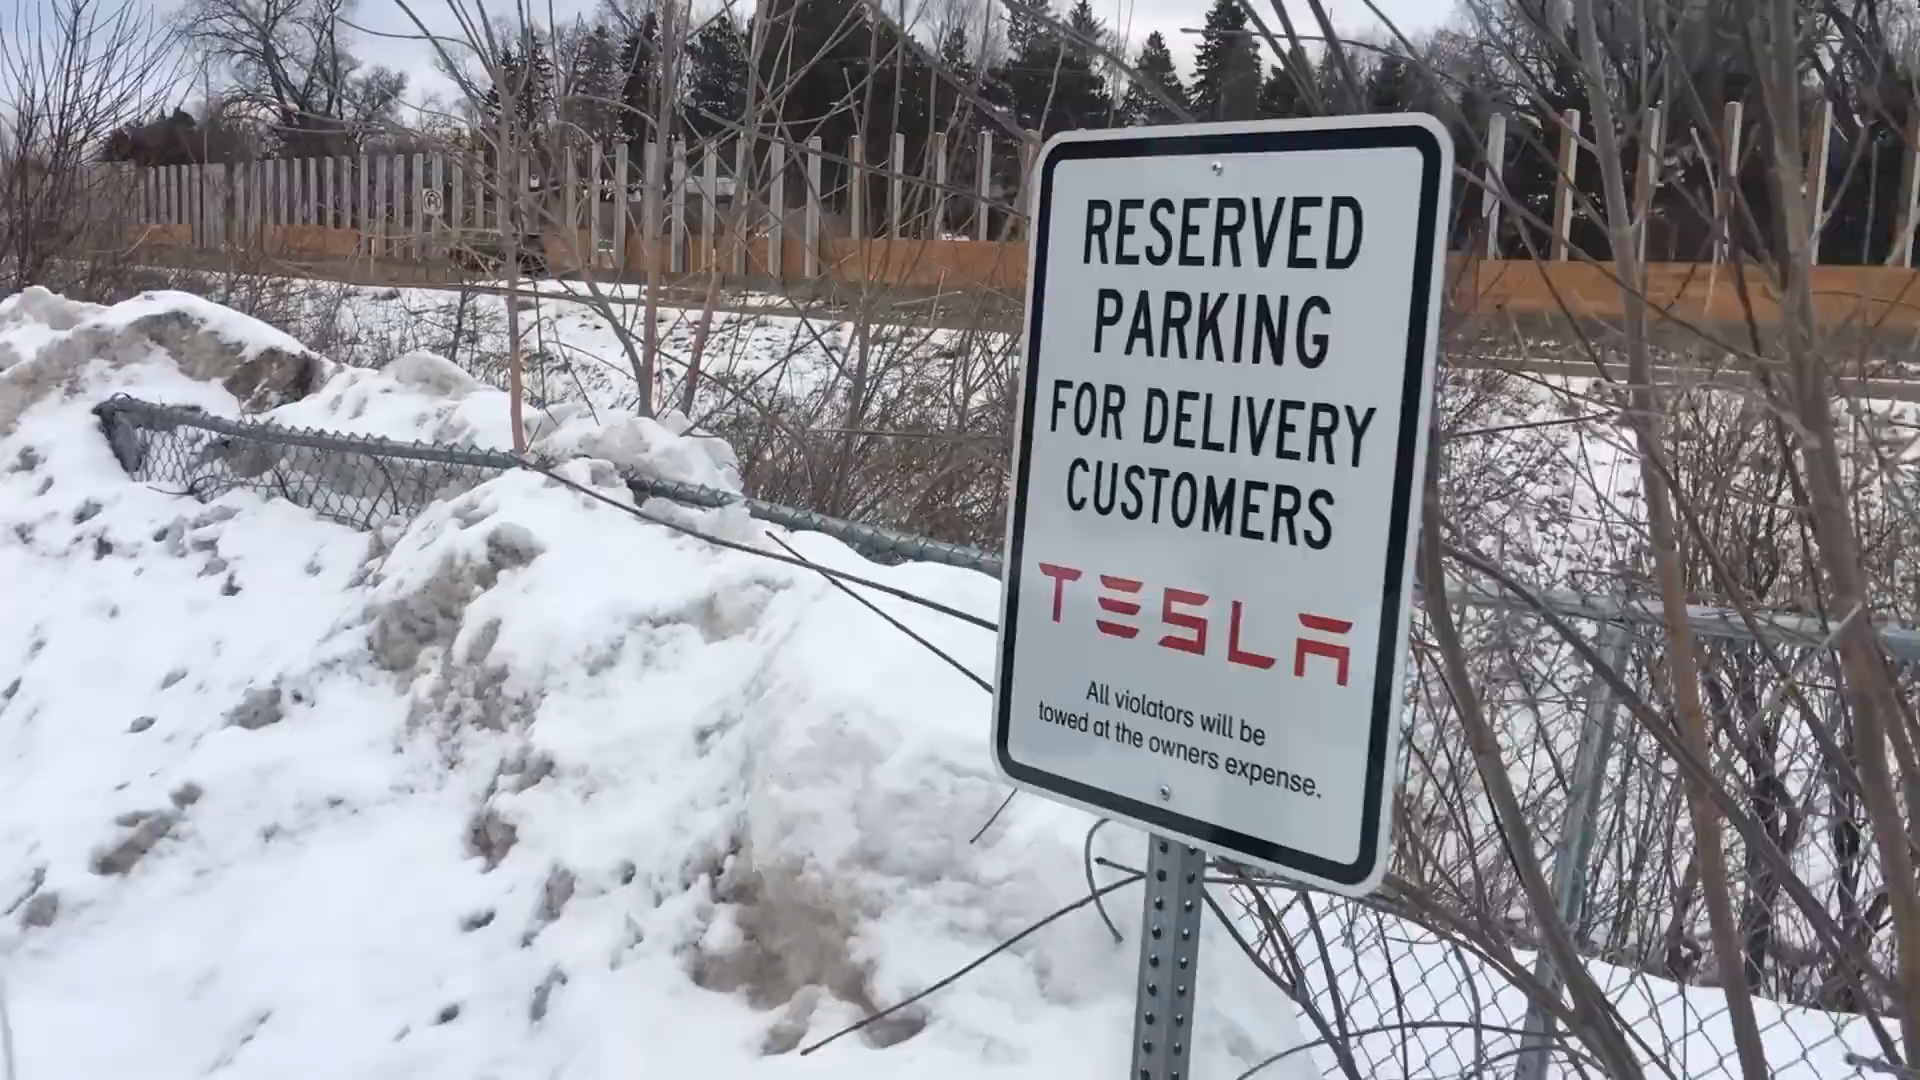 RESERVED
PARKING
FOR DELIVERY
CUSTOMERS
TESLA
All violators will be
towed at the owners expense.